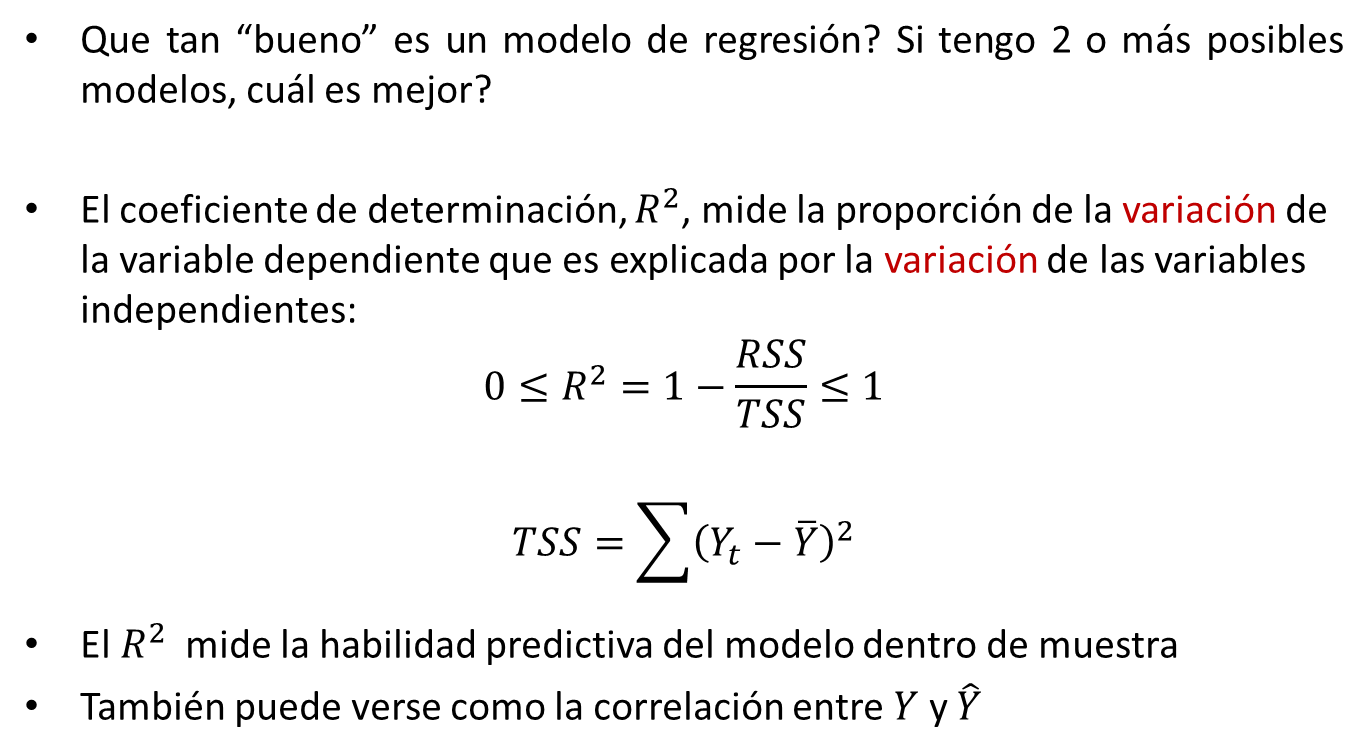 • Que tan “bueno” es un modelo de regresión? Si tengo 2 o más posibles
modelos, cuál es mejor?
• El coeficiente de determinación, R², mide la proporción de la variación de
la variable dependiente que es explicada por la variación de las variables
independientes:
0 ≤ R² = 1 − RSS/TSS ≤ 1
TSS = ∑(Yₜ − Ȳ)²
• El R² mide la habilidad predictiva del modelo dentro de muestra
• También puede verse como la correlación entre Y y Ŷ